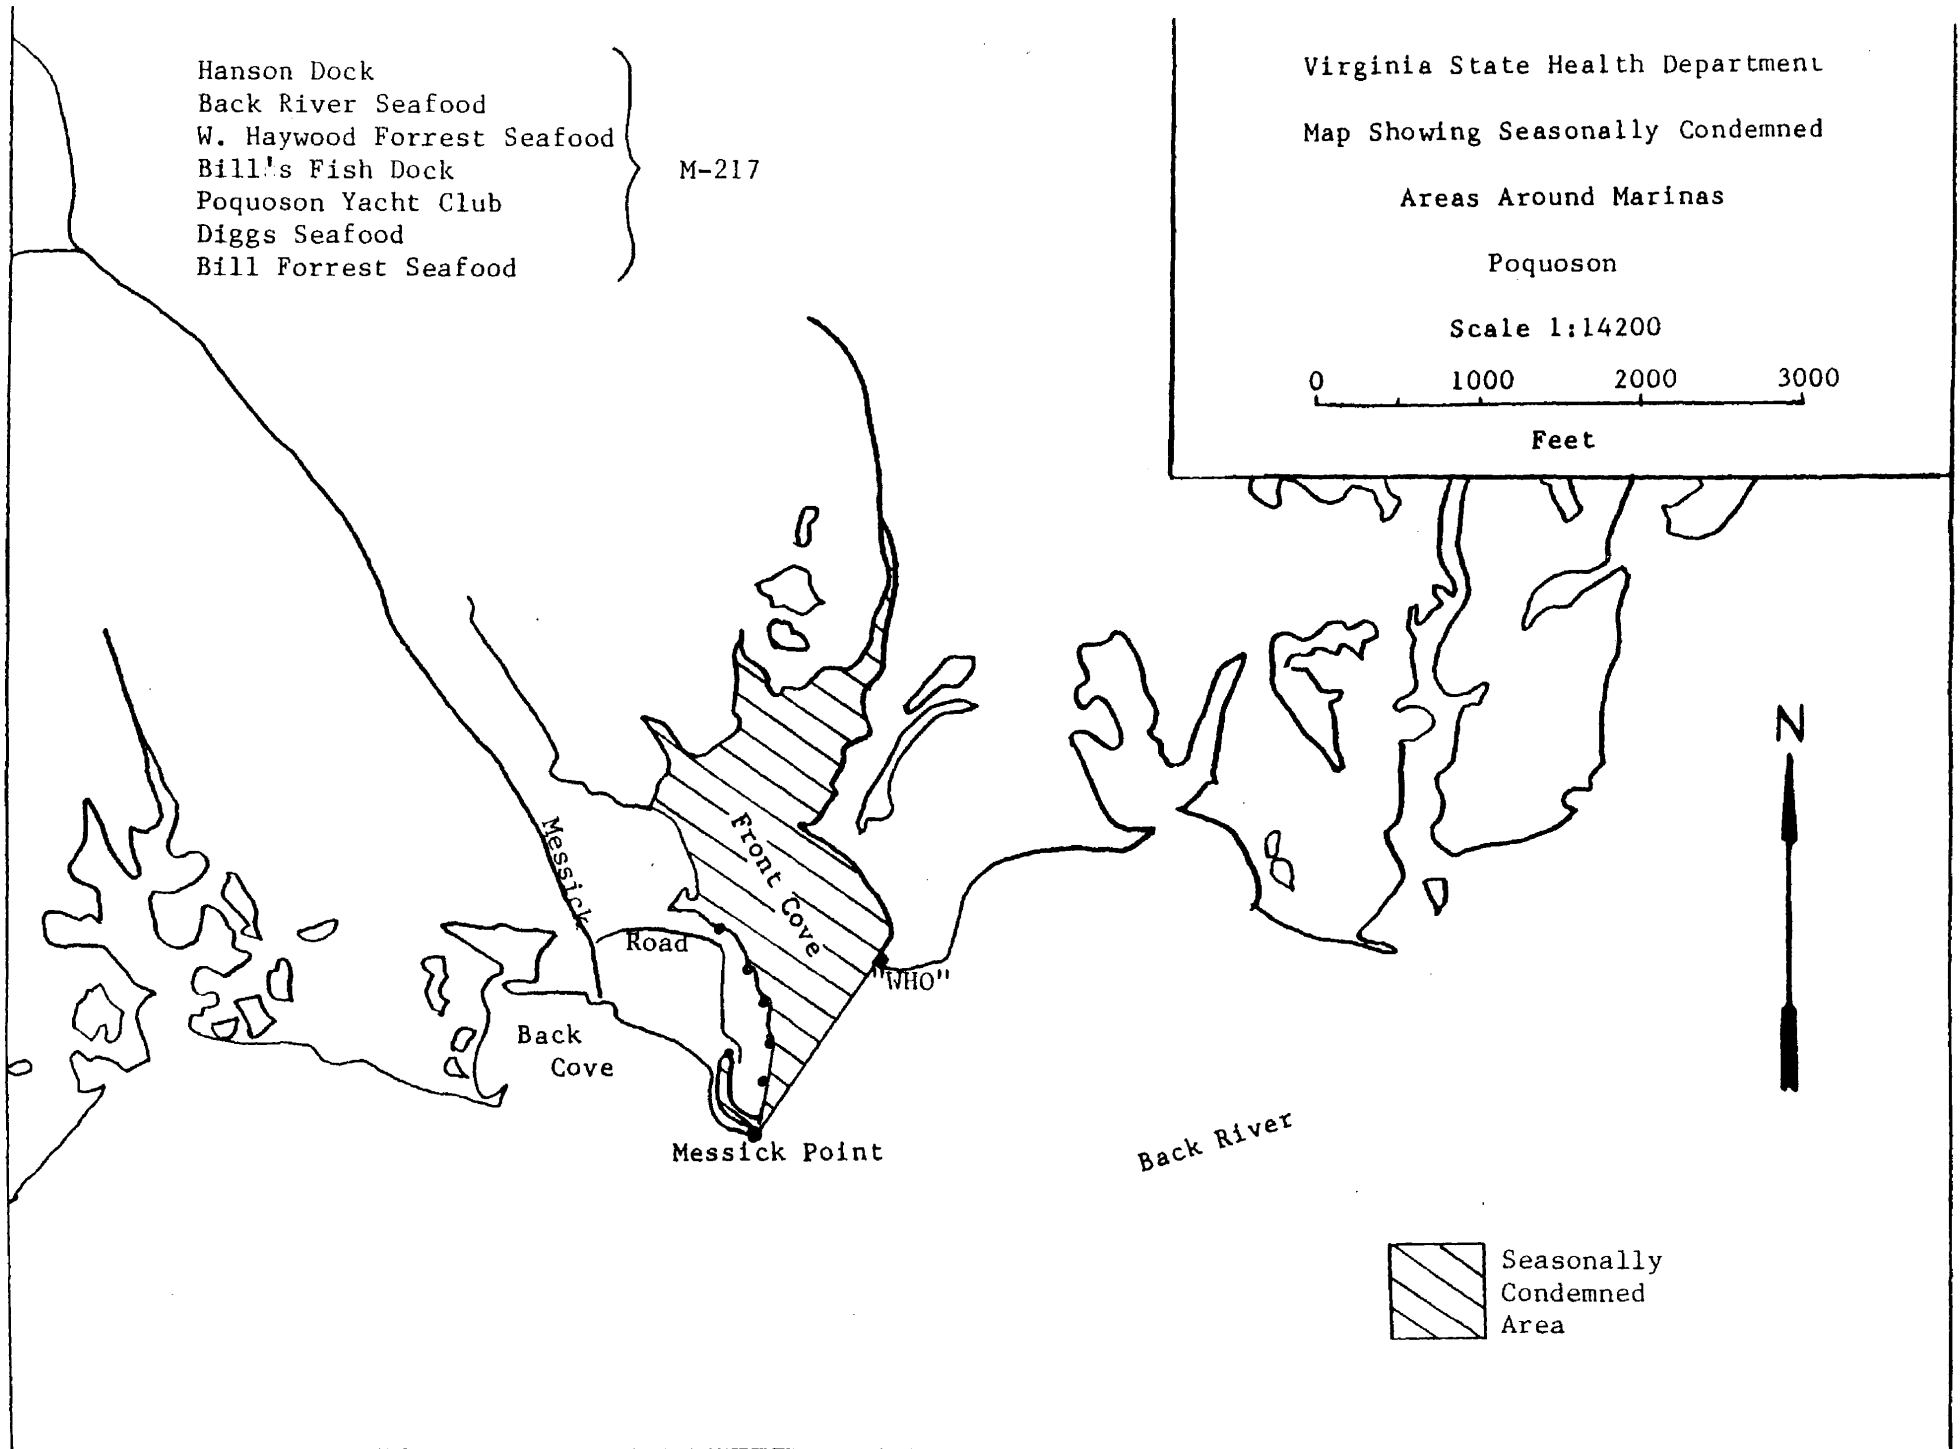 Hanson Dock
Back River Seafood
W. Haywood Forrest Seafood
Bill's Fish Dock
Poquoson Yacht Club
Diggs Seafood
Bill Forrest Seafood
M-217
Virginia State Health Department
Map Showing Seasonally Condemned
Areas Around Marinas
Poquoson
Scale 1:14200
0 1000 2000 3000
Feet
N
Messick
Road
Front Cove
"WHO"
Back
Cove
Messick Point
Back River
Seasonally
Condemned
Area